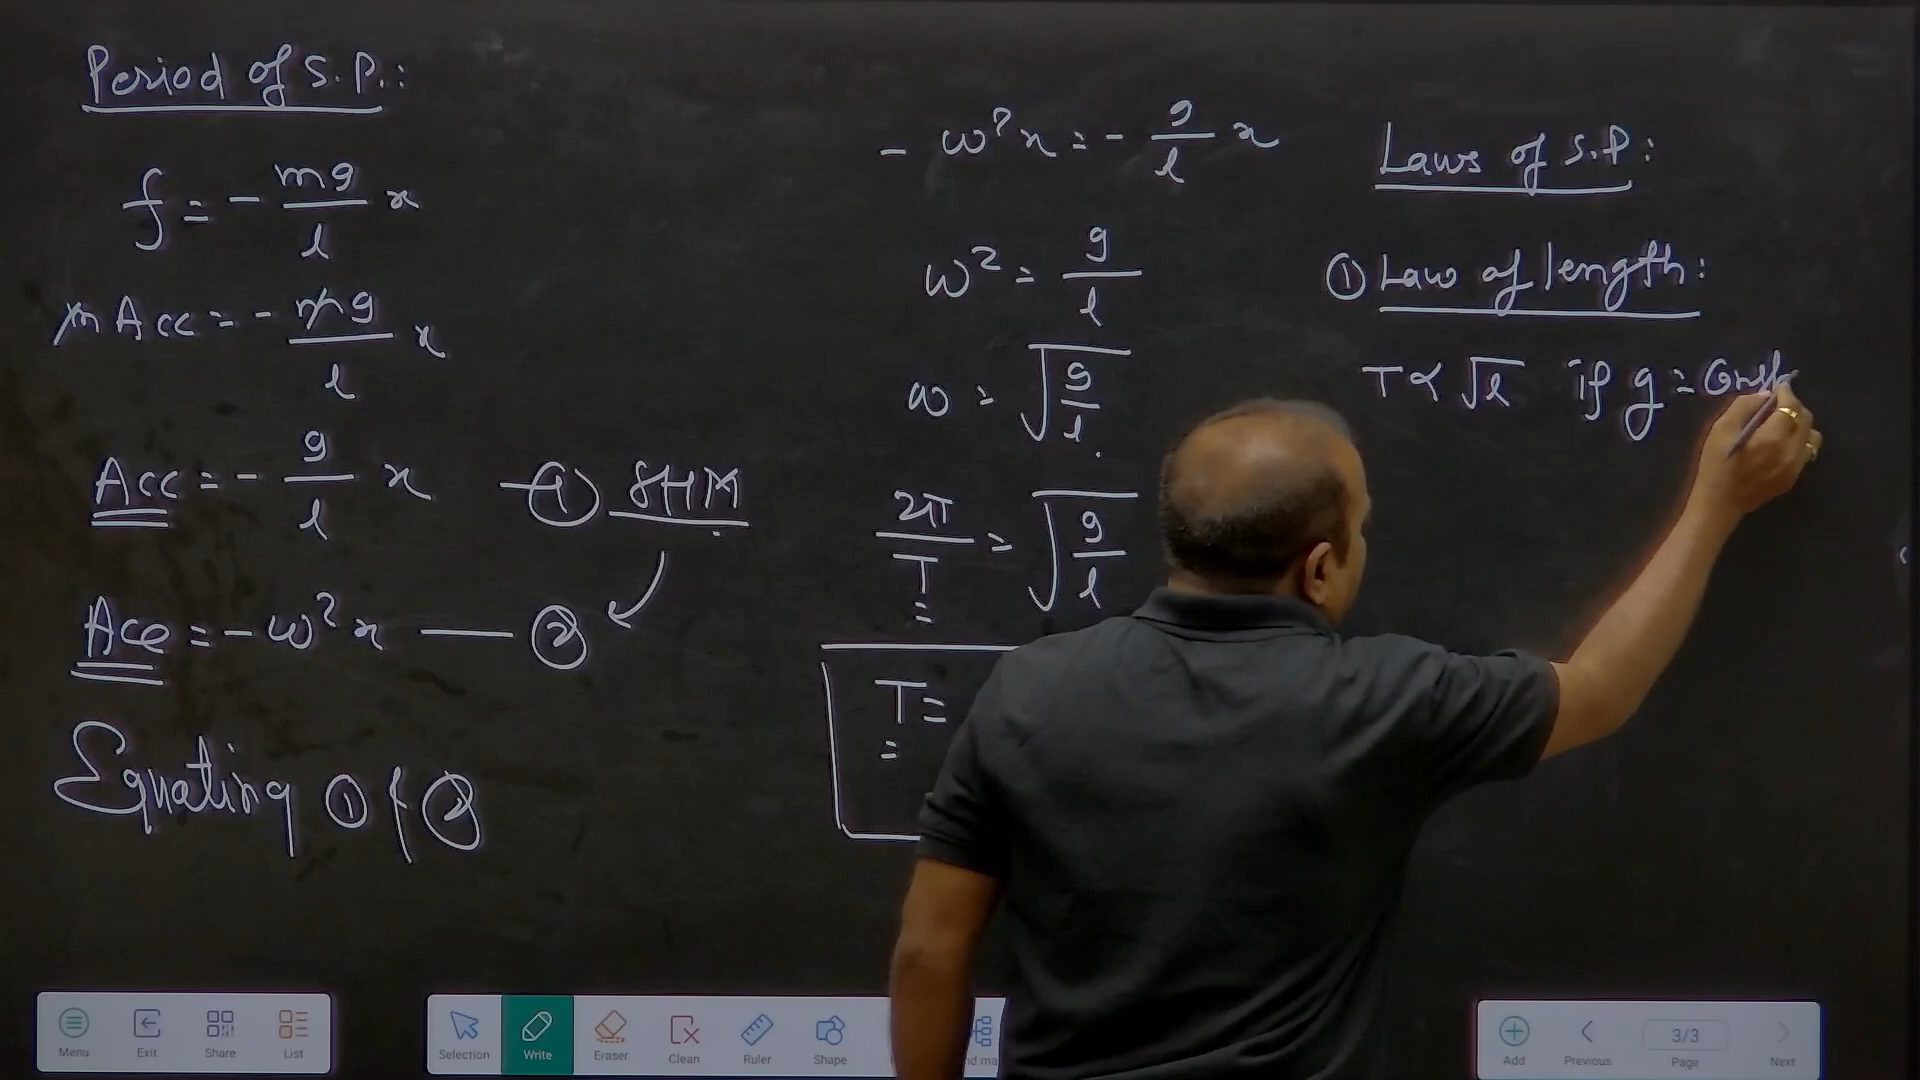 Period of S.P.:
f = - mg/l x
m Acc = - mg/l x
Acc = - g/l x — ① SHM
Acc = - ω² x — ②
Equating ① & ②
- ω² x = - g/l x
ω² = g/l
ω = √(g/l)
2π/T = √(g/l)
T =
Laws of S.P:
① Law of length:
T ∝ √l if g = Const
Menu
Exit
Share
List
Selection
Write
Eraser
Clean
Ruler
Shape
Add
Previous
3/3
Page
Next